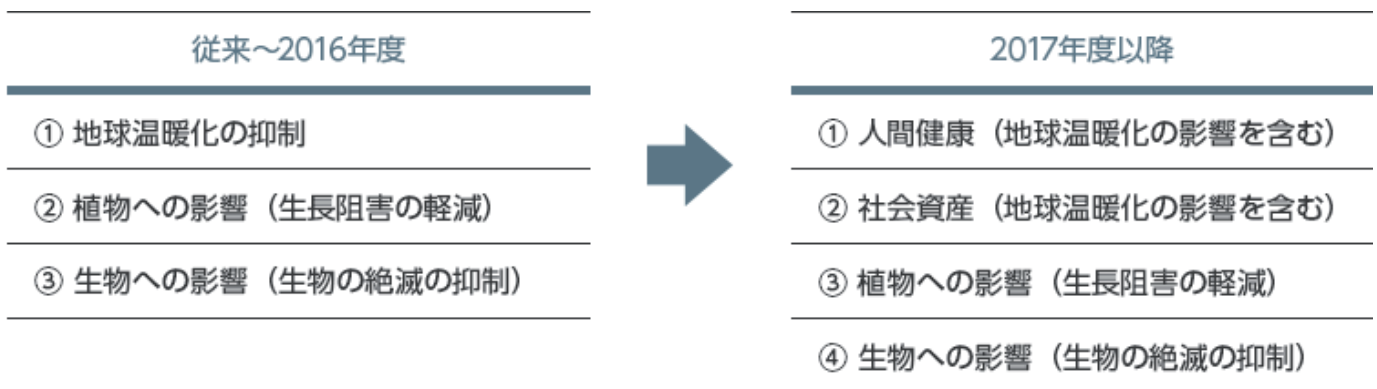 従来～2016年度
① 地球温暖化の抑制
② 植物への影響（生長阻害の軽減）
③ 生物への影響（生物の絶滅の抑制）
2017年度以降
① 人間健康（地球温暖化の影響を含む）
② 社会資産（地球温暖化の影響を含む）
③ 植物への影響（生長阻害の軽減）
④ 生物への影響（生物の絶滅の抑制）